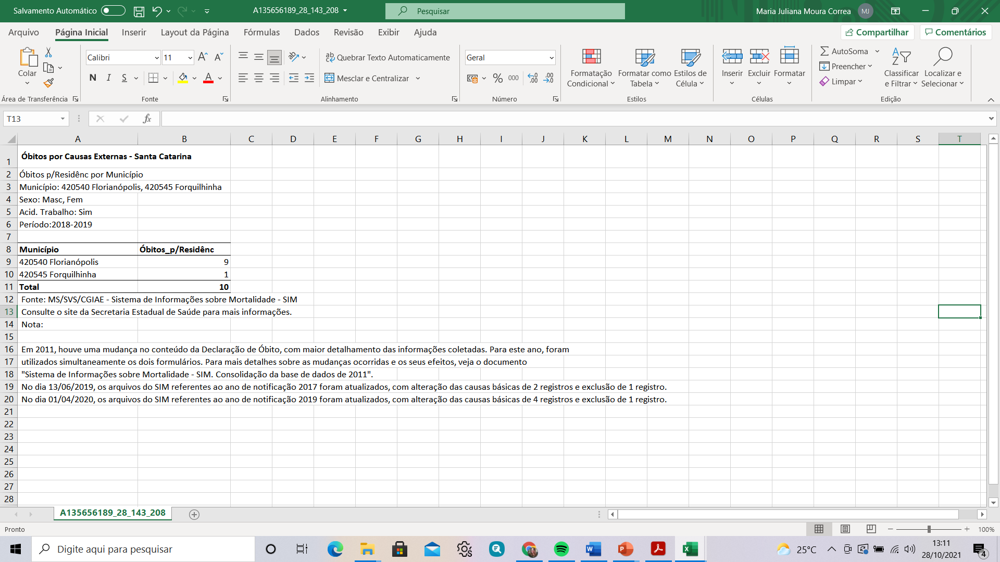 Salvamento Automático
A135656189_28_143_208
Pesquisar
Maria Juliana Moura Correa
MJ
Arquivo
Página Inicial
Inserir
Layout da Página
Fórmulas
Dados
Revisão
Exibir
Ajuda
Compartilhar
Comentários
Colar
Área de Transferência
Calibri
11
N I S
Fonte
Quebrar Texto Automaticamente
Mesclar e Centralizar
Alinhamento
Geral
% 000
Número
Formatação Condicional
Formatar como Tabela
Estilos de Célula
Estilos
Inserir
Excluir
Formatar
Células
AutoSoma
Preencher
Limpar
Classificar e Filtrar
Localizar e Selecionar
Edição
T13
fx
A B C D E F G H I J K L M N O P Q R S T
1 Óbitos por Causas Externas - Santa Catarina
2 Óbitos p/Residênc por Município
3 Município: 420540 Florianópolis, 420545 Forquilhinha
4 Sexo: Masc, Fem
5 Acid. Trabalho: Sim
6 Período:2018-2019
7
8 Município Óbitos_p/Residênc
9 420540 Florianópolis 9
10 420545 Forquilhinha 1
11 Total 10
12 Fonte: MS/SVS/CGIAE - Sistema de Informações sobre Mortalidade - SIM
13 Consulte o site da Secretaria Estadual de Saúde para mais informações.
14 Nota:
15
16 Em 2011, houve uma mudança no conteúdo da Declaração de Óbito, com maior detalhamento das informações coletadas. Para este ano, foram
17 utilizados simultaneamente os dois formulários. Para mais detalhes sobre as mudanças ocorridas e os seus efeitos, veja o documento
18 "Sistema de Informações sobre Mortalidade - SIM. Consolidação da base de dados de 2011".
19 No dia 13/06/2019, os arquivos do SIM referentes ao ano de notificação 2017 foram atualizados, com alteração das causas básicas de 2 registros e exclusão de 1 registro.
20 No dia 01/04/2020, os arquivos do SIM referentes ao ano de notificação 2019 foram atualizados, com alteração das causas básicas de 4 registros e exclusão de 1 registro.
21
22
23
24
25
26
27
28
A135656189_28_143_208
Pronto
100%
Digite aqui para pesquisar
25°C
13:11
28/10/2021
4